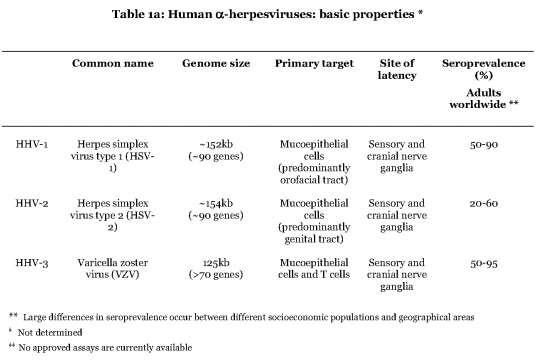 Table 1a: Human α-herpesviruses: basic properties *
Common name Genome size Primary target Site of latency Seroprevalence (%)
Adults worldwide **
HHV-1 Herpes simplex virus type 1 (HSV-1) ~152kb (~90 genes) Mucoepithelial cells (predominantly orofacial tract) Sensory and cranial nerve ganglia 50-90
HHV-2 Herpes simplex virus type 2 (HSV-2) ~154kb (~90 genes) Mucoepithelial cells (predominantly genital tract) Sensory and cranial nerve ganglia 20-60
HHV-3 Varicella zoster virus (VZV) 125kb (>70 genes) Mucoepithelial cells and T cells Sensory and cranial nerve ganglia 50-95
** Large differences in seroprevalence occur between different socioeconomic populations and geographical areas
Not determined
No approved assays are currently available